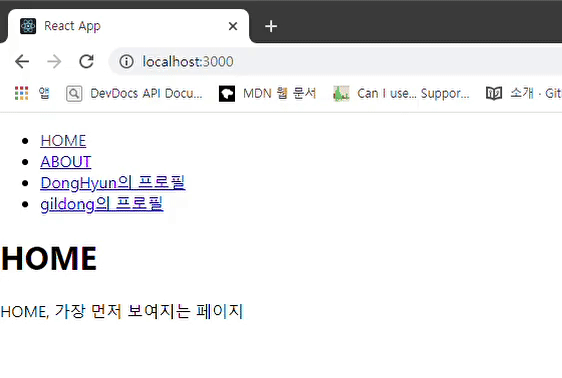 React App
localhost:3000
앱 DevDocs API Docu... MDN 웹 문서 Can I use... Suppor... 소개 · Git
HOME
ABOUT
DongHyun의 프로필
gildong의 프로필
HOME
HOME, 가장 먼저 보여지는 페이지